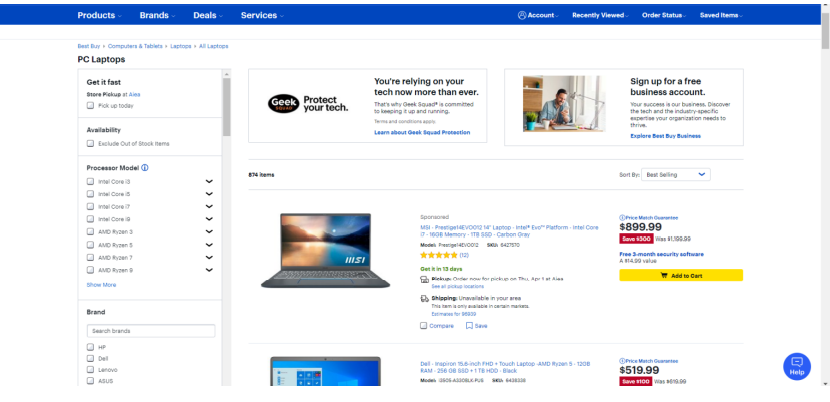 Products
Brands
Deals
Services
Account
Recently Viewed
Order Status
Saved Items
Best Buy > Computers & Tablets > Laptops > All Laptops
PC Laptops
Get it fast
Store Pickup at Aiea
Pick up today
Availability
Exclude Out of Stock Items
Processor Model
Intel Core i3
Intel Core i5
Intel Core i7
Intel Core i9
AMD Ryzen 3
AMD Ryzen 5
AMD Ryzen 7
AMD Ryzen 9
Show More
Brand
Search brands
HP
Dell
Lenovo
ASUS
Geek
SQUAD
Protect
your tech.
You're relying on your
tech now more than ever.
That's why Geek Squad® is committed
to keeping it up and running.
Terms and conditions apply.
Learn about Geek Squad Protection
Sign up for a free
business account.
Your success is our business. Discover
the tech and the industry-specific
expertise your organization needs to
thrive.
Explore Best Buy Business
874 items
Sort By: Best Selling
msi
Sponsored
MSI - Prestige14EVO012 14" Laptop - Intel® Evo™ Platform - Intel Core
i7 - 16GB Memory - 1TB SSD - Carbon Gray
Model: Prestige14EVO012 SKU: 6427570
(12)
Get it in 13 days
Pickup: Order now for pickup on Thu, Apr 1 at Aiea
See all pickup locations
Shipping: Unavailable in your area
This item is only available in certain markets.
Estimates for 96939
Compare
Save
Price Match Guarantee
$899.99
Save $300 Was $1,199.99
Free 3-month security software
A $14.99 value
Add to Cart
Dell - Inspiron 15.6-inch FHD + Touch Laptop -AMD Ryzen 5 - 12GB
RAM - 256 GB SSD + 1 TB HDD - Black
Model: i3505-A330BLK-PUS SKU: 6439338
Price Match Guarantee
$519.99
Save $100 Was $619.99
Help